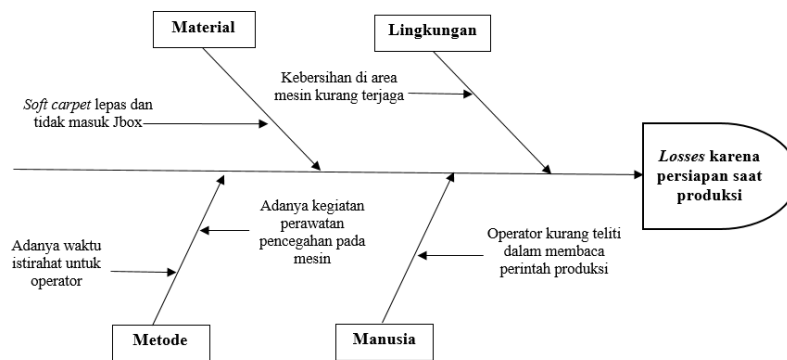 Material
Lingkungan
Soft carpet lepas dan
tidak masuk Jbox
Kebersihan di area
mesin kurang terjaga
Losses karena
persiapan saat
produksi
Adanya waktu
istirahat untuk
operator
Adanya kegiatan
perawatan
pencegahan pada
mesin
Operator kurang teliti
dalam membaca
perintah produksi
Metode
Manusia